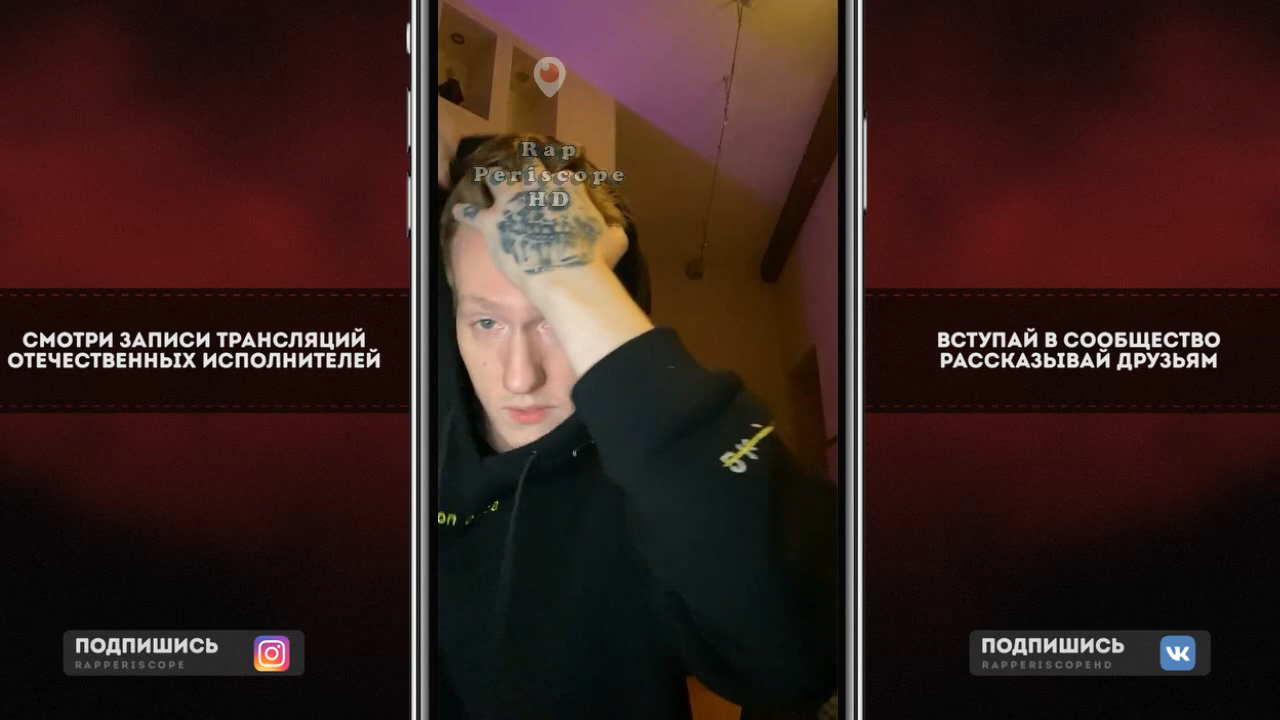 Rap
Periscope
HD
СМОТРИ ЗАПИСИ ТРАНСЛЯЦИЙ
ОТЕЧЕСТВЕННЫХ ИСПОЛНИТЕЛЕЙ
ВСТУПАЙ В СООБЩЕСТВО
РАССКАЗЫВАЙ ДРУЗЬЯМ
ПОДПИШИСЬ
RAPPERISCOPE
ПОДПИШИСЬ
RAPPERISCOPEHD